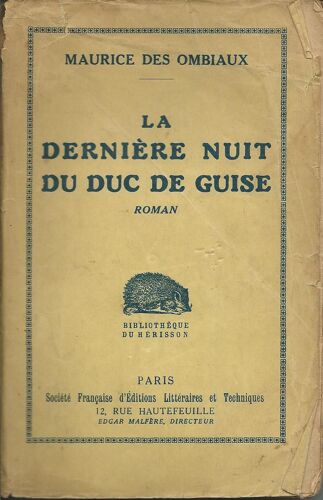 MAURICE DES OMBIAUX
LA
DERNIÈRE NUIT
DU DUC DE GUISE
ROMAN
BIBLIOTHÈQUE
DU HÉRISSON
PARIS
Société Française d'Éditions Littéraires et Techniques
12, RUE HAUTEFEUILLE
EDGAR MALFÈRE, DIRECTEUR